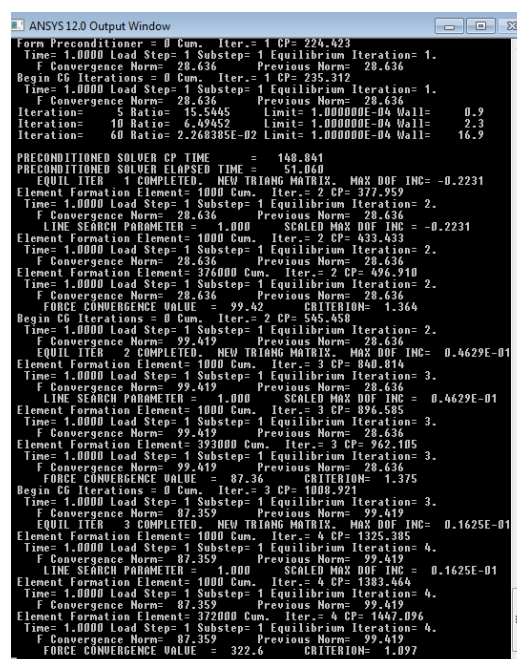 ANSYS 12.0 Output Window
Form Preconditioner = 0 Cum. Iter.= 1 CP= 224.423
Time= 1.0000 Load Step= 1 Substep= 1 Equilibrium Iteration= 1.
F Convergence Norm= 28.636 Previous Norm= 28.636
Begin CG Iterations = 0 Cum. Iter.= 1 CP= 235.312
Time= 1.0000 Load Step= 1 Substep= 1 Equilibrium Iteration= 1.
F Convergence Norm= 28.636 Previous Norm= 28.636
Iteration= 5 Ratio= 15.5445 Limit= 1.000000E-04 Wall= 0.9
Iteration= 10 Ratio= 6.49452 Limit= 1.000000E-04 Wall= 2.3
Iteration= 60 Ratio= 2.268385E-02 Limit= 1.000000E-04 Wall= 16.9
PRECONDITIONED SOLVER CP TIME = 148.841
PRECONDITIONED SOLVER ELAPSED TIME = 51.060
EQUIL ITER 1 COMPLETED. NEW TRIANG MATRIX. MAX DOF INC= -0.2231
Element Formation Element= 1000 Cum. Iter.= 2 CP= 377.959
Time= 1.0000 Load Step= 1 Substep= 1 Equilibrium Iteration= 2.
F Convergence Norm= 28.636 Previous Norm= 28.636
LINE SEARCH PARAMETER = 1.000 SCALED MAX DOF INC = -0.2231
Element Formation Element= 1000 Cum. Iter.= 2 CP= 433.433
Time= 1.0000 Load Step= 1 Substep= 1 Equilibrium Iteration= 2.
F Convergence Norm= 28.636 Previous Norm= 28.636
Element Formation Element= 376000 Cum. Iter.= 2 CP= 496.910
Time= 1.0000 Load Step= 1 Substep= 1 Equilibrium Iteration= 2.
F Convergence Norm= 28.636 Previous Norm= 28.636
FORCE CONVERGENCE VALUE = 99.42 CRITERION= 1.364
Begin CG Iterations = 0 Cum. Iter.= 2 CP= 545.458
Time= 1.0000 Load Step= 1 Substep= 1 Equilibrium Iteration= 2.
F Convergence Norm= 99.419 Previous Norm= 28.636
EQUIL ITER 2 COMPLETED. NEW TRIANG MATRIX. MAX DOF INC= 0.4629E-01
Element Formation Element= 1000 Cum. Iter.= 3 CP= 840.814
Time= 1.0000 Load Step= 1 Substep= 1 Equilibrium Iteration= 3.
F Convergence Norm= 99.419 Previous Norm= 28.636
LINE SEARCH PARAMETER = 1.000 SCALED MAX DOF INC = 0.4629E-01
Element Formation Element= 1000 Cum. Iter.= 3 CP= 896.585
Time= 1.0000 Load Step= 1 Substep= 1 Equilibrium Iteration= 3.
F Convergence Norm= 99.419 Previous Norm= 28.636
Element Formation Element= 393000 Cum. Iter.= 3 CP= 962.105
Time= 1.0000 Load Step= 1 Substep= 1 Equilibrium Iteration= 3.
F Convergence Norm= 99.419 Previous Norm= 28.636
FORCE CONVERGENCE VALUE = 87.36 CRITERION= 1.375
Begin CG Iterations = 0 Cum. Iter.= 3 CP= 1008.921
Time= 1.0000 Load Step= 1 Substep= 1 Equilibrium Iteration= 3.
F Convergence Norm= 87.359 Previous Norm= 99.419
EQUIL ITER 3 COMPLETED. NEW TRIANG MATRIX. MAX DOF INC= 0.1625E-01
Element Formation Element= 1000 Cum. Iter.= 4 CP= 1325.385
Time= 1.0000 Load Step= 1 Substep= 1 Equilibrium Iteration= 4.
F Convergence Norm= 87.359 Previous Norm= 99.419
LINE SEARCH PARAMETER = 1.000 SCALED MAX DOF INC = 0.1625E-01
Element Formation Element= 1000 Cum. Iter.= 4 CP= 1383.464
Time= 1.0000 Load Step= 1 Substep= 1 Equilibrium Iteration= 4.
F Convergence Norm= 87.359 Previous Norm= 99.419
Element Formation Element= 372000 Cum. Iter.= 4 CP= 1447.096
Time= 1.0000 Load Step= 1 Substep= 1 Equilibrium Iteration= 4.
F Convergence Norm= 87.359 Previous Norm= 99.419
FORCE CONVERGENCE VALUE = 322.6 CRITERION= 1.097